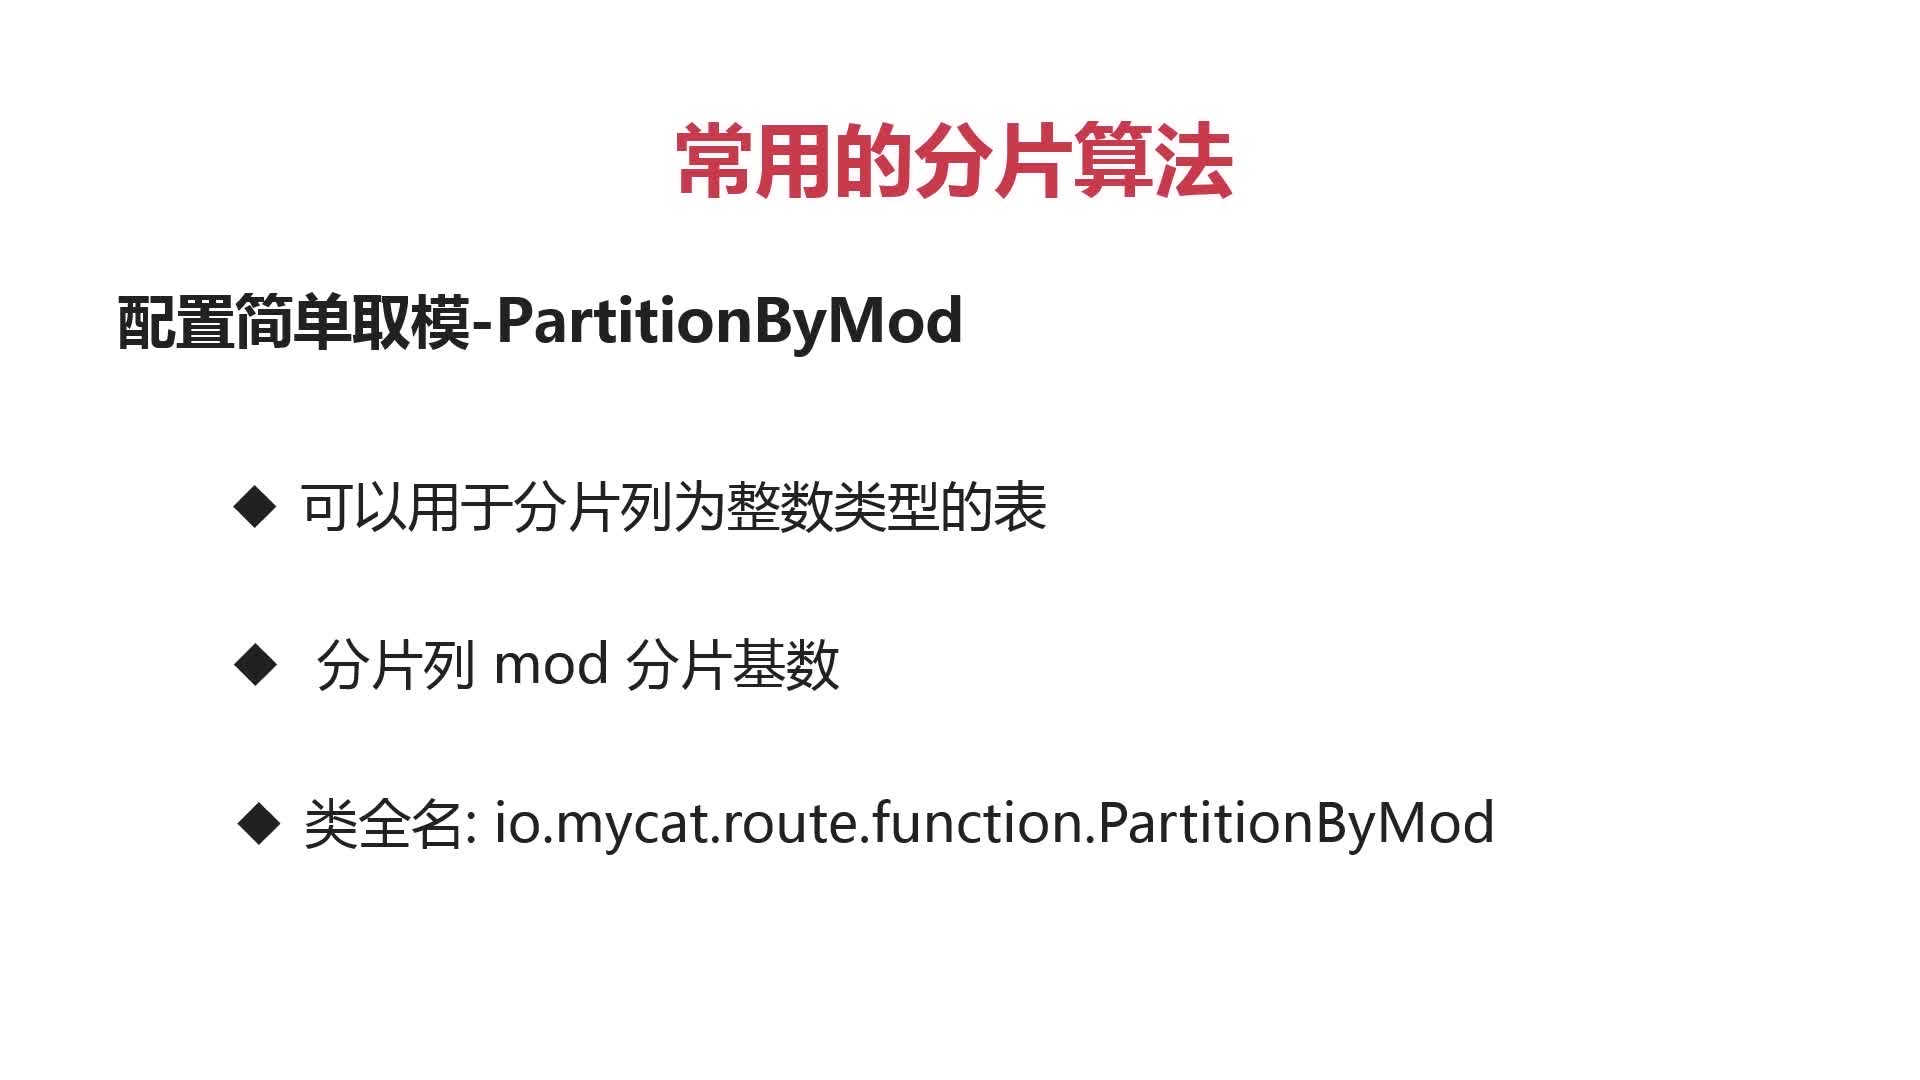 常用的分片算法
配置简单取模-PartitionByMod
◆ 可以用于分片列为整数类型的表
◆ 分片列 mod 分片基数
◆ 类全名: io.mycat.route.function.PartitionByMod